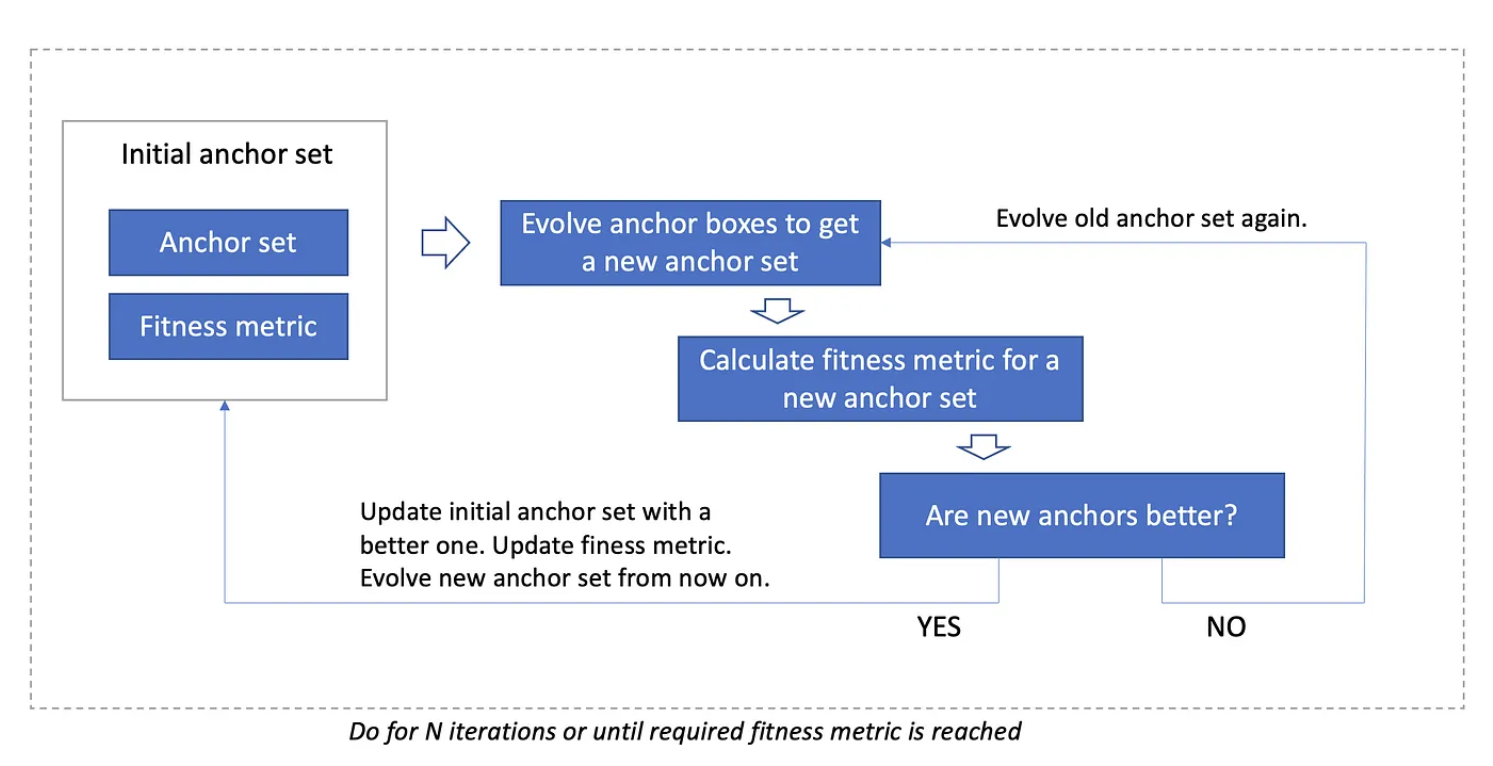 Initial anchor set
Anchor set
Fitness metric
Evolve anchor boxes to get
a new anchor set
Evolve old anchor set again.
Calculate fitness metric for a
new anchor set
Are new anchors better?
Update initial anchor set with a
better one. Update finess metric.
Evolve new anchor set from now on.
YES
NO
Do for N iterations or until required fitness metric is reached